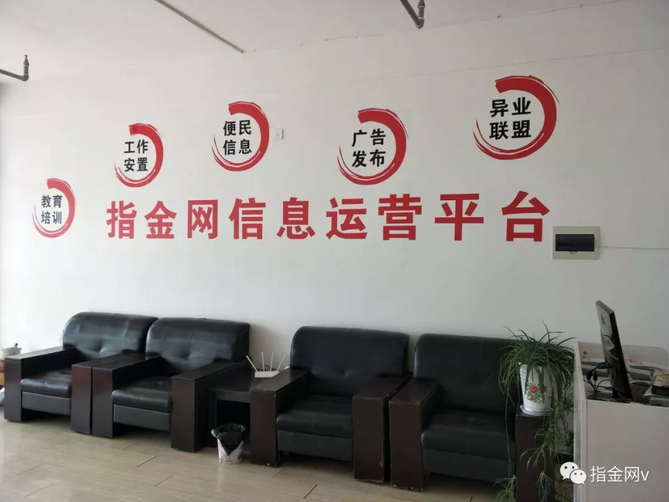 教育
培训
工作
安置
便民
信息
广告
发布
异业
联盟
指金网信息运营平台
指金网v